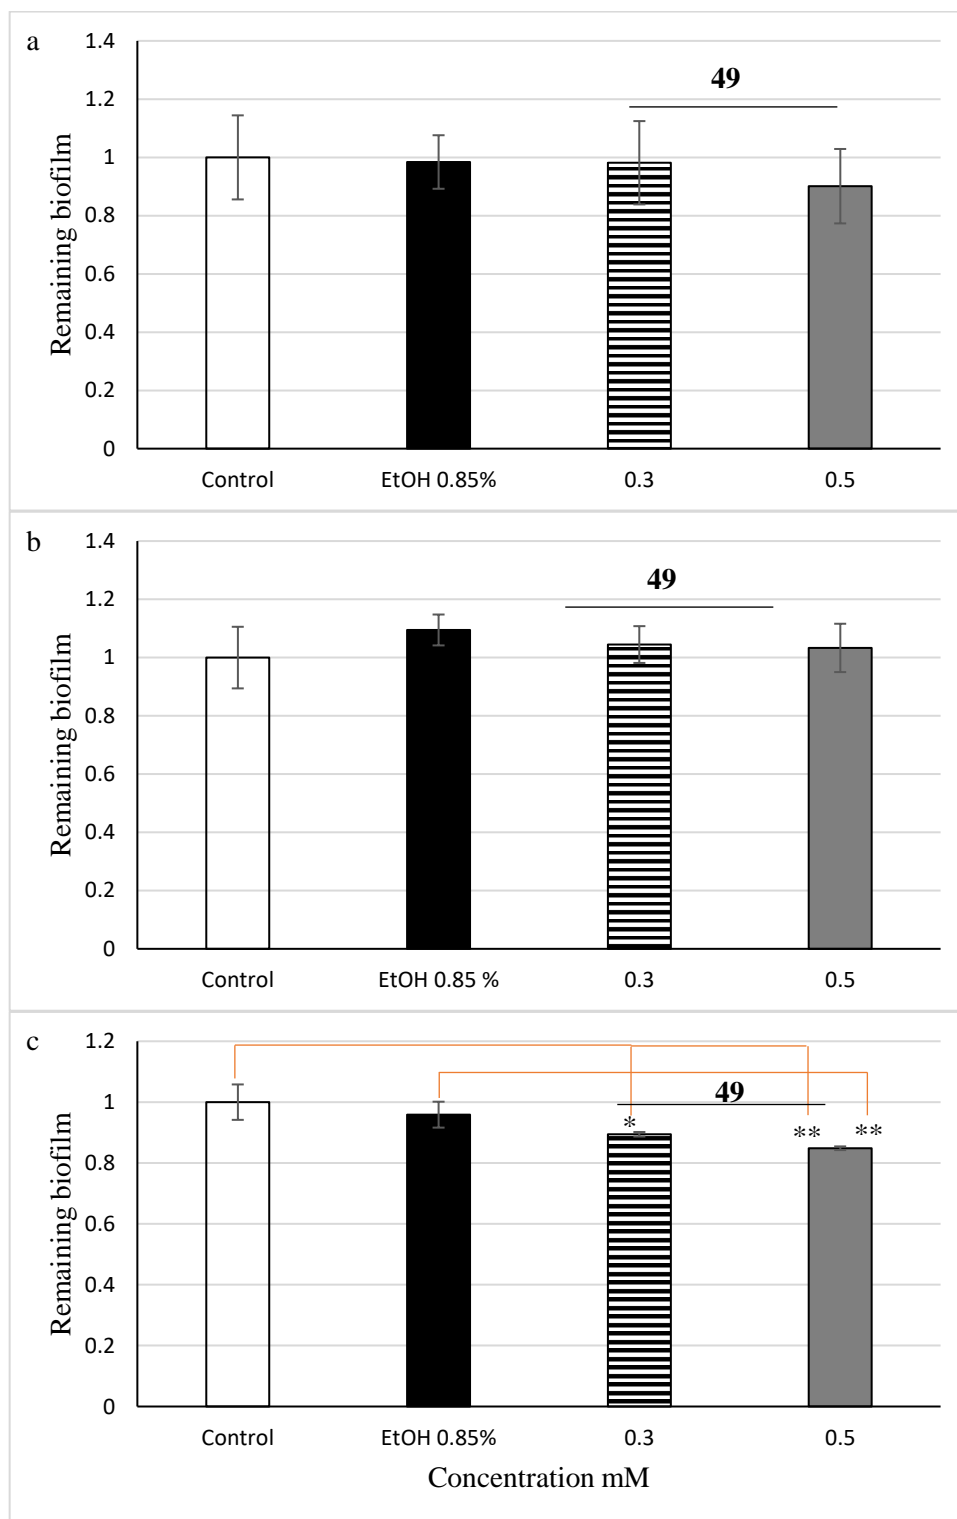 a
1.4
1.2
1
0.8
0.6
0.4
0.2
0
Remaining biofilm
49
Control EtOH 0.85% 0.3 0.5
b
1.4
1.2
1
0.8
0.6
0.4
0.2
0
Remaining biofilm
49
Control EtOH 0.85 % 0.3 0.5
c
1.2
1
0.8
0.6
0.4
0.2
0
Remaining biofilm
49
* ** **
Control EtOH 0.85% 0.3 0.5
Concentration mM